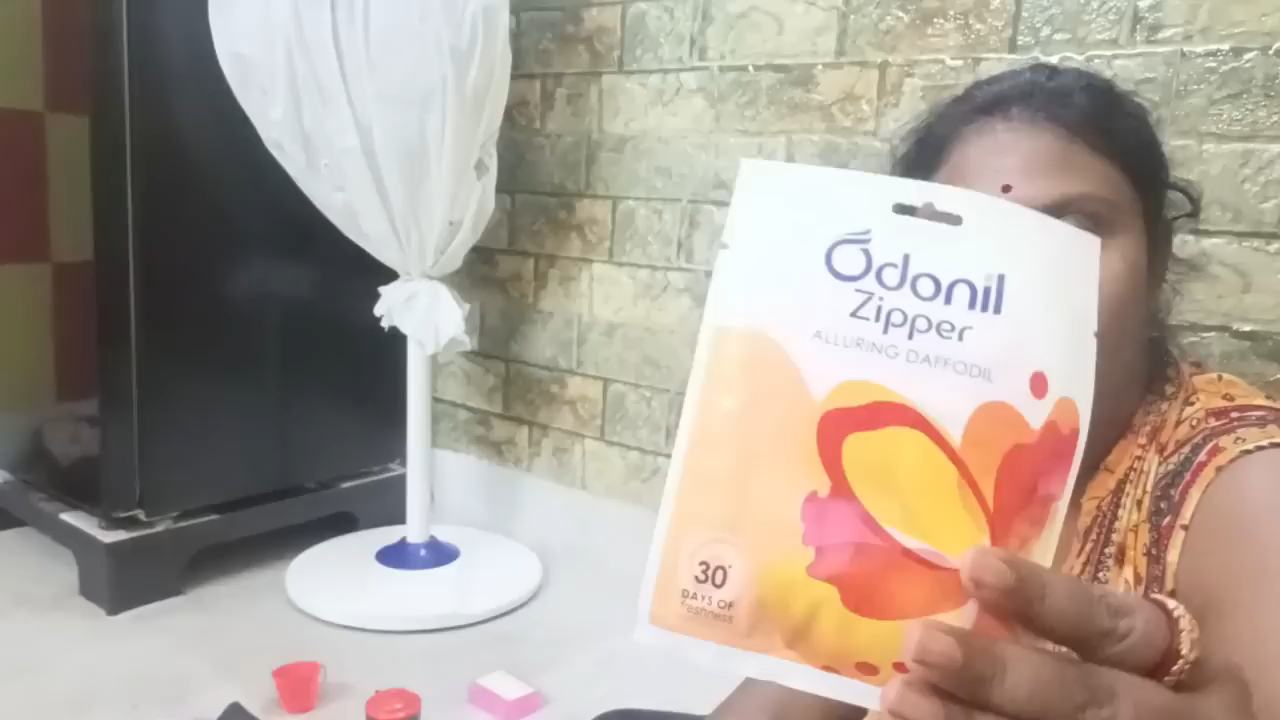 Odonil
Zipper
ALLURING DAFFODIL
30*
DAYS OF
freshness